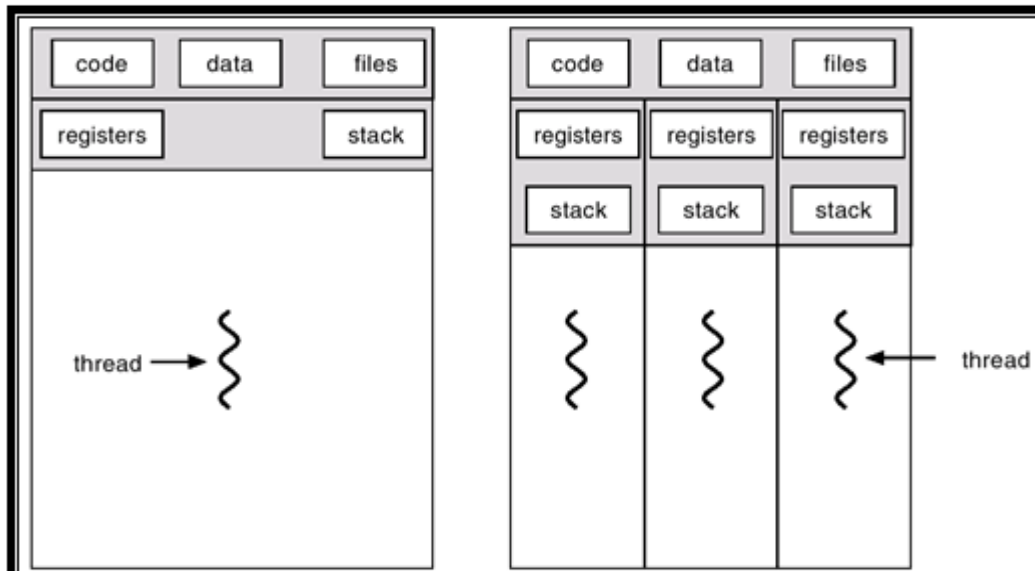 code data files
registers stack
thread
code data files
registers registers registers
stack stack stack
thread